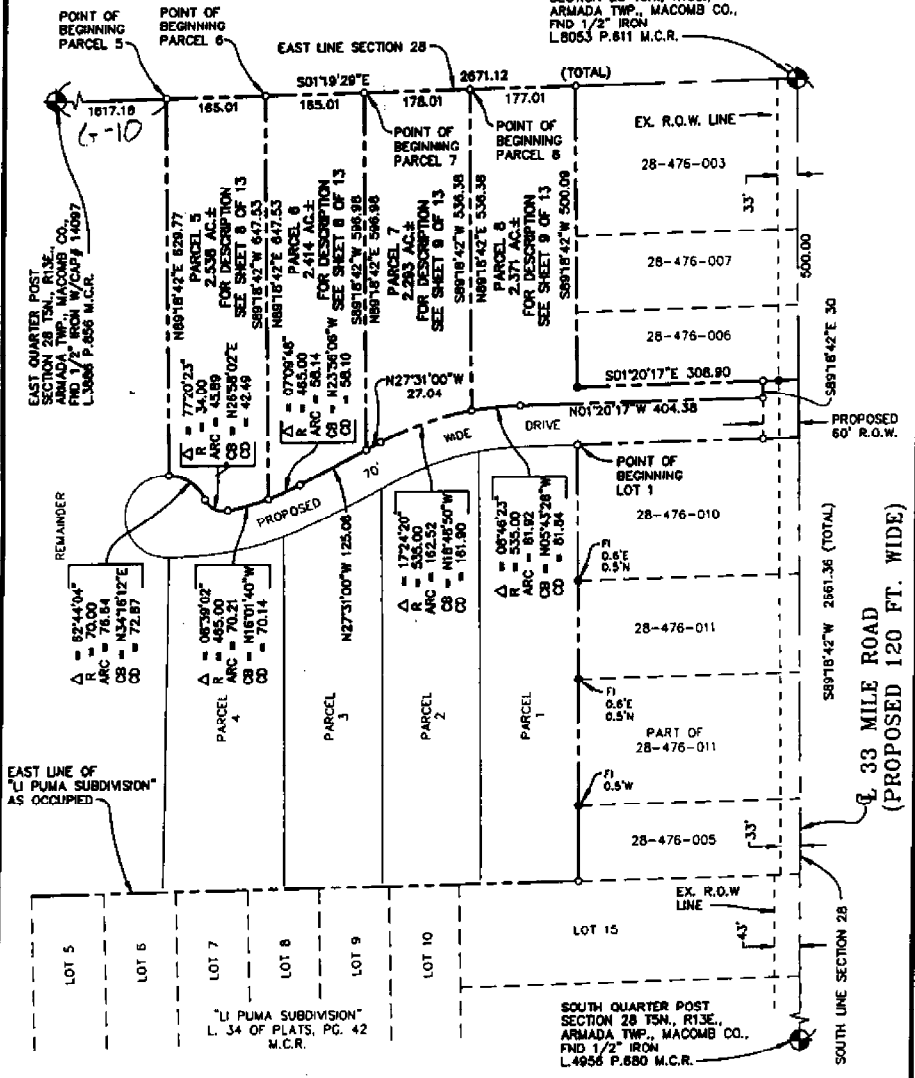 POINT OF
BEGINNING
PARCEL 5
POINT OF
BEGINNING
PARCEL 6
EAST LINE SECTION 28
ARMADA TWP., MACOMB CO.,
FND 1/2" IRON
L.8053 P.611 M.C.R.
S01°19'29"E
2671.12
(TOTAL)
1617.18
165.01
165.01
178.01
177.01
G-10
POINT OF
BEGINNING
PARCEL 7
POINT OF
BEGINNING
PARCEL 8
EX. R.O.W. LINE
28-476-003
33'
500.00
28-476-007
28-476-006
EAST QUARTER POST
SECTION 28 T5N., R13E.,
ARMADA TWP., MACOMB CO.,
FND 1/2" IRON W/CAP# 14097
L.3886 P.856 M.C.R.
N89°18'42"E 629.77
PARCEL 5
2.538 AC.±
FOR DESCRIPTION
SEE SHEET 8 OF 13
S89°18'42"W 647.53
N89°18'42"E 647.53
PARCEL 6
2.414 AC.±
FOR DESCRIPTION
SEE SHEET 8 OF 13
S89°18'42"W 596.98
N89°18'42"E 596.98
PARCEL 7
2.293 AC.±
FOR DESCRIPTION
SEE SHEET 9 OF 13
S89°18'42"W 536.38
N89°18'42"E 536.38
PARCEL 8
2.371 AC.±
FOR DESCRIPTION
SEE SHEET 9 OF 13
S89°18'42"W 500.09
Δ = 77°20'23"
R = 34.00
ARC = 45.89
CB = N26°58'02"E
CD = 42.49
Δ = 07°09'48"
R = 465.00
ARC = 58.14
CB = N23°56'06"W
CD = 58.10
N27°31'00"W
27.04
S01°20'17"E 308.90
N01°20'17"W 404.38
S89°18'42"E 30
PROPOSED
60' R.O.W.
PROPOSED 70' WIDE DRIVE
POINT OF
BEGINNING
LOT 1
28-476-010
REMAINDER
Δ = 62°44'04"
R = 70.00
ARC = 76.64
CB = N34°16'12"E
CD = 72.87
Δ = 08°39'02"
R = 465.00
ARC = 70.21
CB = N16°01'40"W
CD = 70.14
N27°31'00"W 125.06
Δ = 17°24'20"
R = 535.00
ARC = 162.52
CB = N18°48'50"W
CD = 161.90
Δ = 08°46'23"
R = 535.00
ARC = 81.92
CB = N05°43'28"W
CD = 81.84
FI
0.6'E
0.5'N
28-476-011
FI
0.6'E
0.5'N
PART OF
28-476-011
FI
0.5'W
28-476-005
33'
PARCEL
4
PARCEL
3
PARCEL
2
PARCEL
1
S89°18'42"W 2661.36 (TOTAL)
℄ 33 MILE ROAD
(PROPOSED 120 FT. WIDE)
EAST LINE OF
"LI PUMA SUBDIVISION"
AS OCCUPIED
LOT 5
LOT 6
LOT 7
LOT 8
LOT 9
LOT 10
LOT 15
EX. R.O.W
LINE
43'
SOUTH LINE SECTION 28
"LI PUMA SUBDIVISION"
L. 34 OF PLATS, PG. 42
M.C.R.
SOUTH QUARTER POST
SECTION 28 T5N., R13E.,
ARMADA TWP., MACOMB CO.,
FND 1/2" IRON
L.4956 P.680 M.C.R.